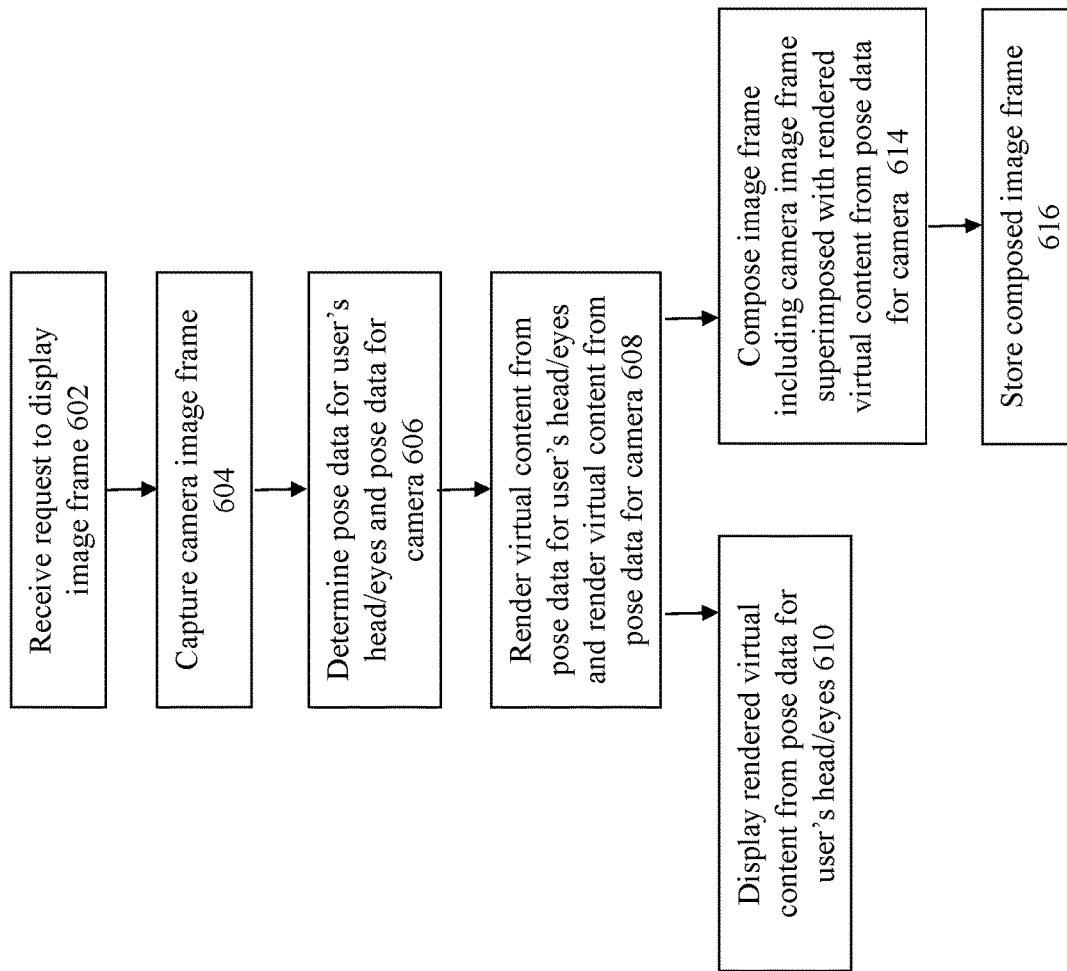 Receive request to display
image frame 602
Capture camera image frame
604
Determine pose data for user's
head/eyes and pose data for
camera 606
Render virtual content from
pose data for user's head/eyes
and render virtual content from
pose data for camera 608
Display rendered virtual
content from pose data for
user's head/eyes 610
Compose image frame
including camera image frame
superimposed with rendered
virtual content from pose data
for camera 614
Store composed image frame
616